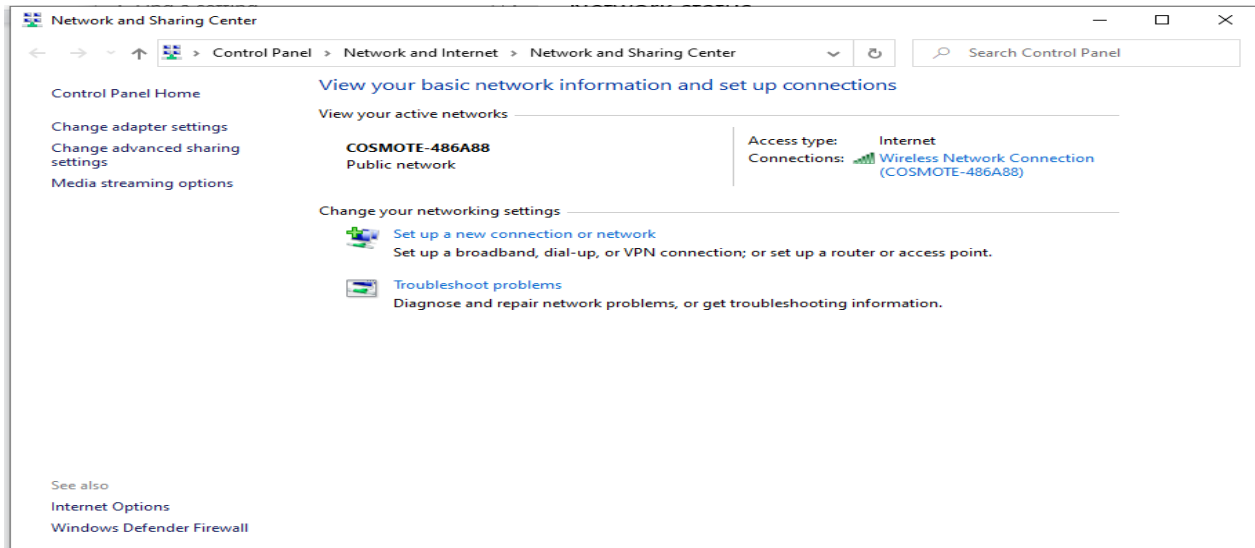 Network and Sharing Center
Control Panel > Network and Internet > Network and Sharing Center
Search Control Panel
Control Panel Home
Change adapter settings
Change advanced sharing
settings
Media streaming options
View your basic network information and set up connections
View your active networks
COSMOTE-486A88
Public network
Access type: Internet
Connections: Wireless Network Connection
(COSMOTE-486A88)
Change your networking settings
Set up a new connection or network
Set up a broadband, dial-up, or VPN connection; or set up a router or access point.
Troubleshoot problems
Diagnose and repair network problems, or get troubleshooting information.
See also
Internet Options
Windows Defender Firewall